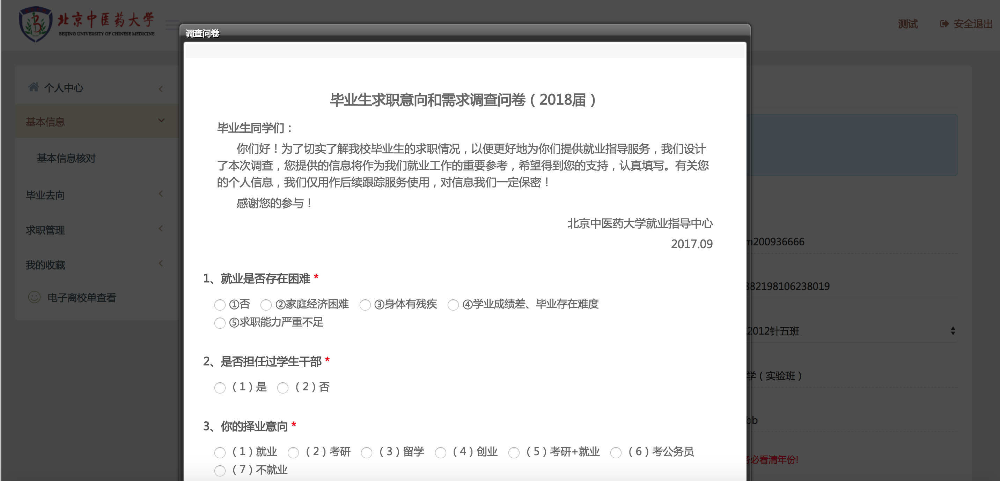 北京中医药大学
BEIJING UNIVERSITY OF CHINESE MEDICINE
测试
安全退出
个人中心
基本信息
基本信息核对
毕业去向
求职管理
我的收藏
电子离校单查看
调查问卷
毕业生求职意向和需求调查问卷（2018届）
毕业生同学们：
你们好！为了切实了解我校毕业生的求职情况，以便更好地为你们提供就业指导服务，我们设计
了本次调查，您提供的信息将作为我们就业工作的重要参考，希望得到您的支持，认真填写。有关您
的个人信息，我们仅用作后续跟踪服务使用，对信息我们一定保密！
感谢您的参与！
北京中医药大学就业指导中心
2017.09
1、就业是否存在困难 *
①否 ②家庭经济困难 ③身体有残疾 ④学业成绩差、毕业存在难度
⑤求职能力严重不足
2、是否担任过学生干部 *
（1）是 （2）否
3、你的择业意向 *
（1）就业 （2）考研 （3）留学 （4）创业 （5）考研+就业 （6）考公务员
（7）不就业
m200936666
382198106238019
2012针五班
学（实验班）
bb
务必看清年份!